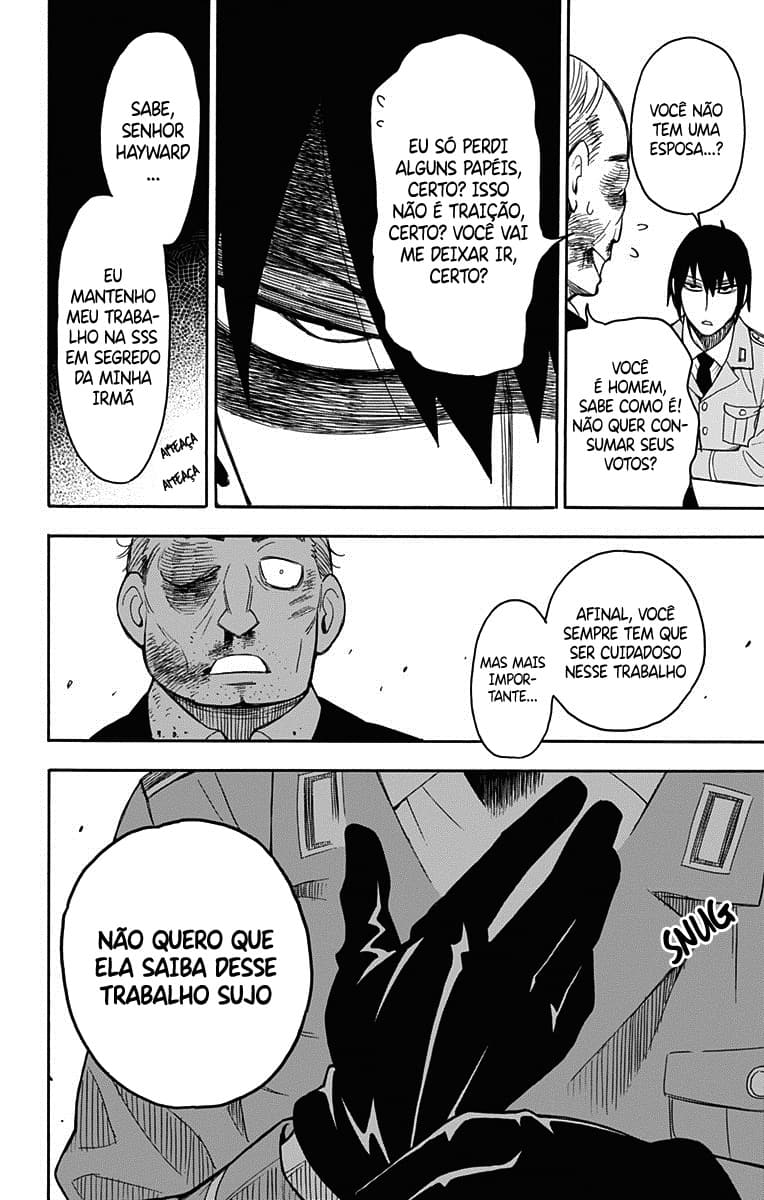 VOCÊ NÃO
TEM UMA
ESPOSA...?
VOCÊ
É HOMEM,
SABE COMO É!
NÃO QUER CON-
SUMAR SEUS
VOTOS?
EU SÓ PERDI
ALGUNS PAPÉIS,
CERTO? ISSO
NÃO É TRAIÇÃO,
CERTO? VOCÊ VAI
ME DEIXAR IR,
CERTO?
SABE,
SENHOR
HAYWARD
...
EU
MANTENHO
MEU TRABA-
LHO NA SSS
EM SEGREDO
DA MINHA
IRMÃ
AMEAÇA
AMEAÇA
AFINAL, VOCÊ
SEMPRE TEM QUE
SER CUIDADOSO
NESSE TRABALHO
MAS MAIS
IMPOR-
TANTE...
NÃO QUERO QUE
ELA SAIBA DESSE
TRABALHO SUJO
SNUG